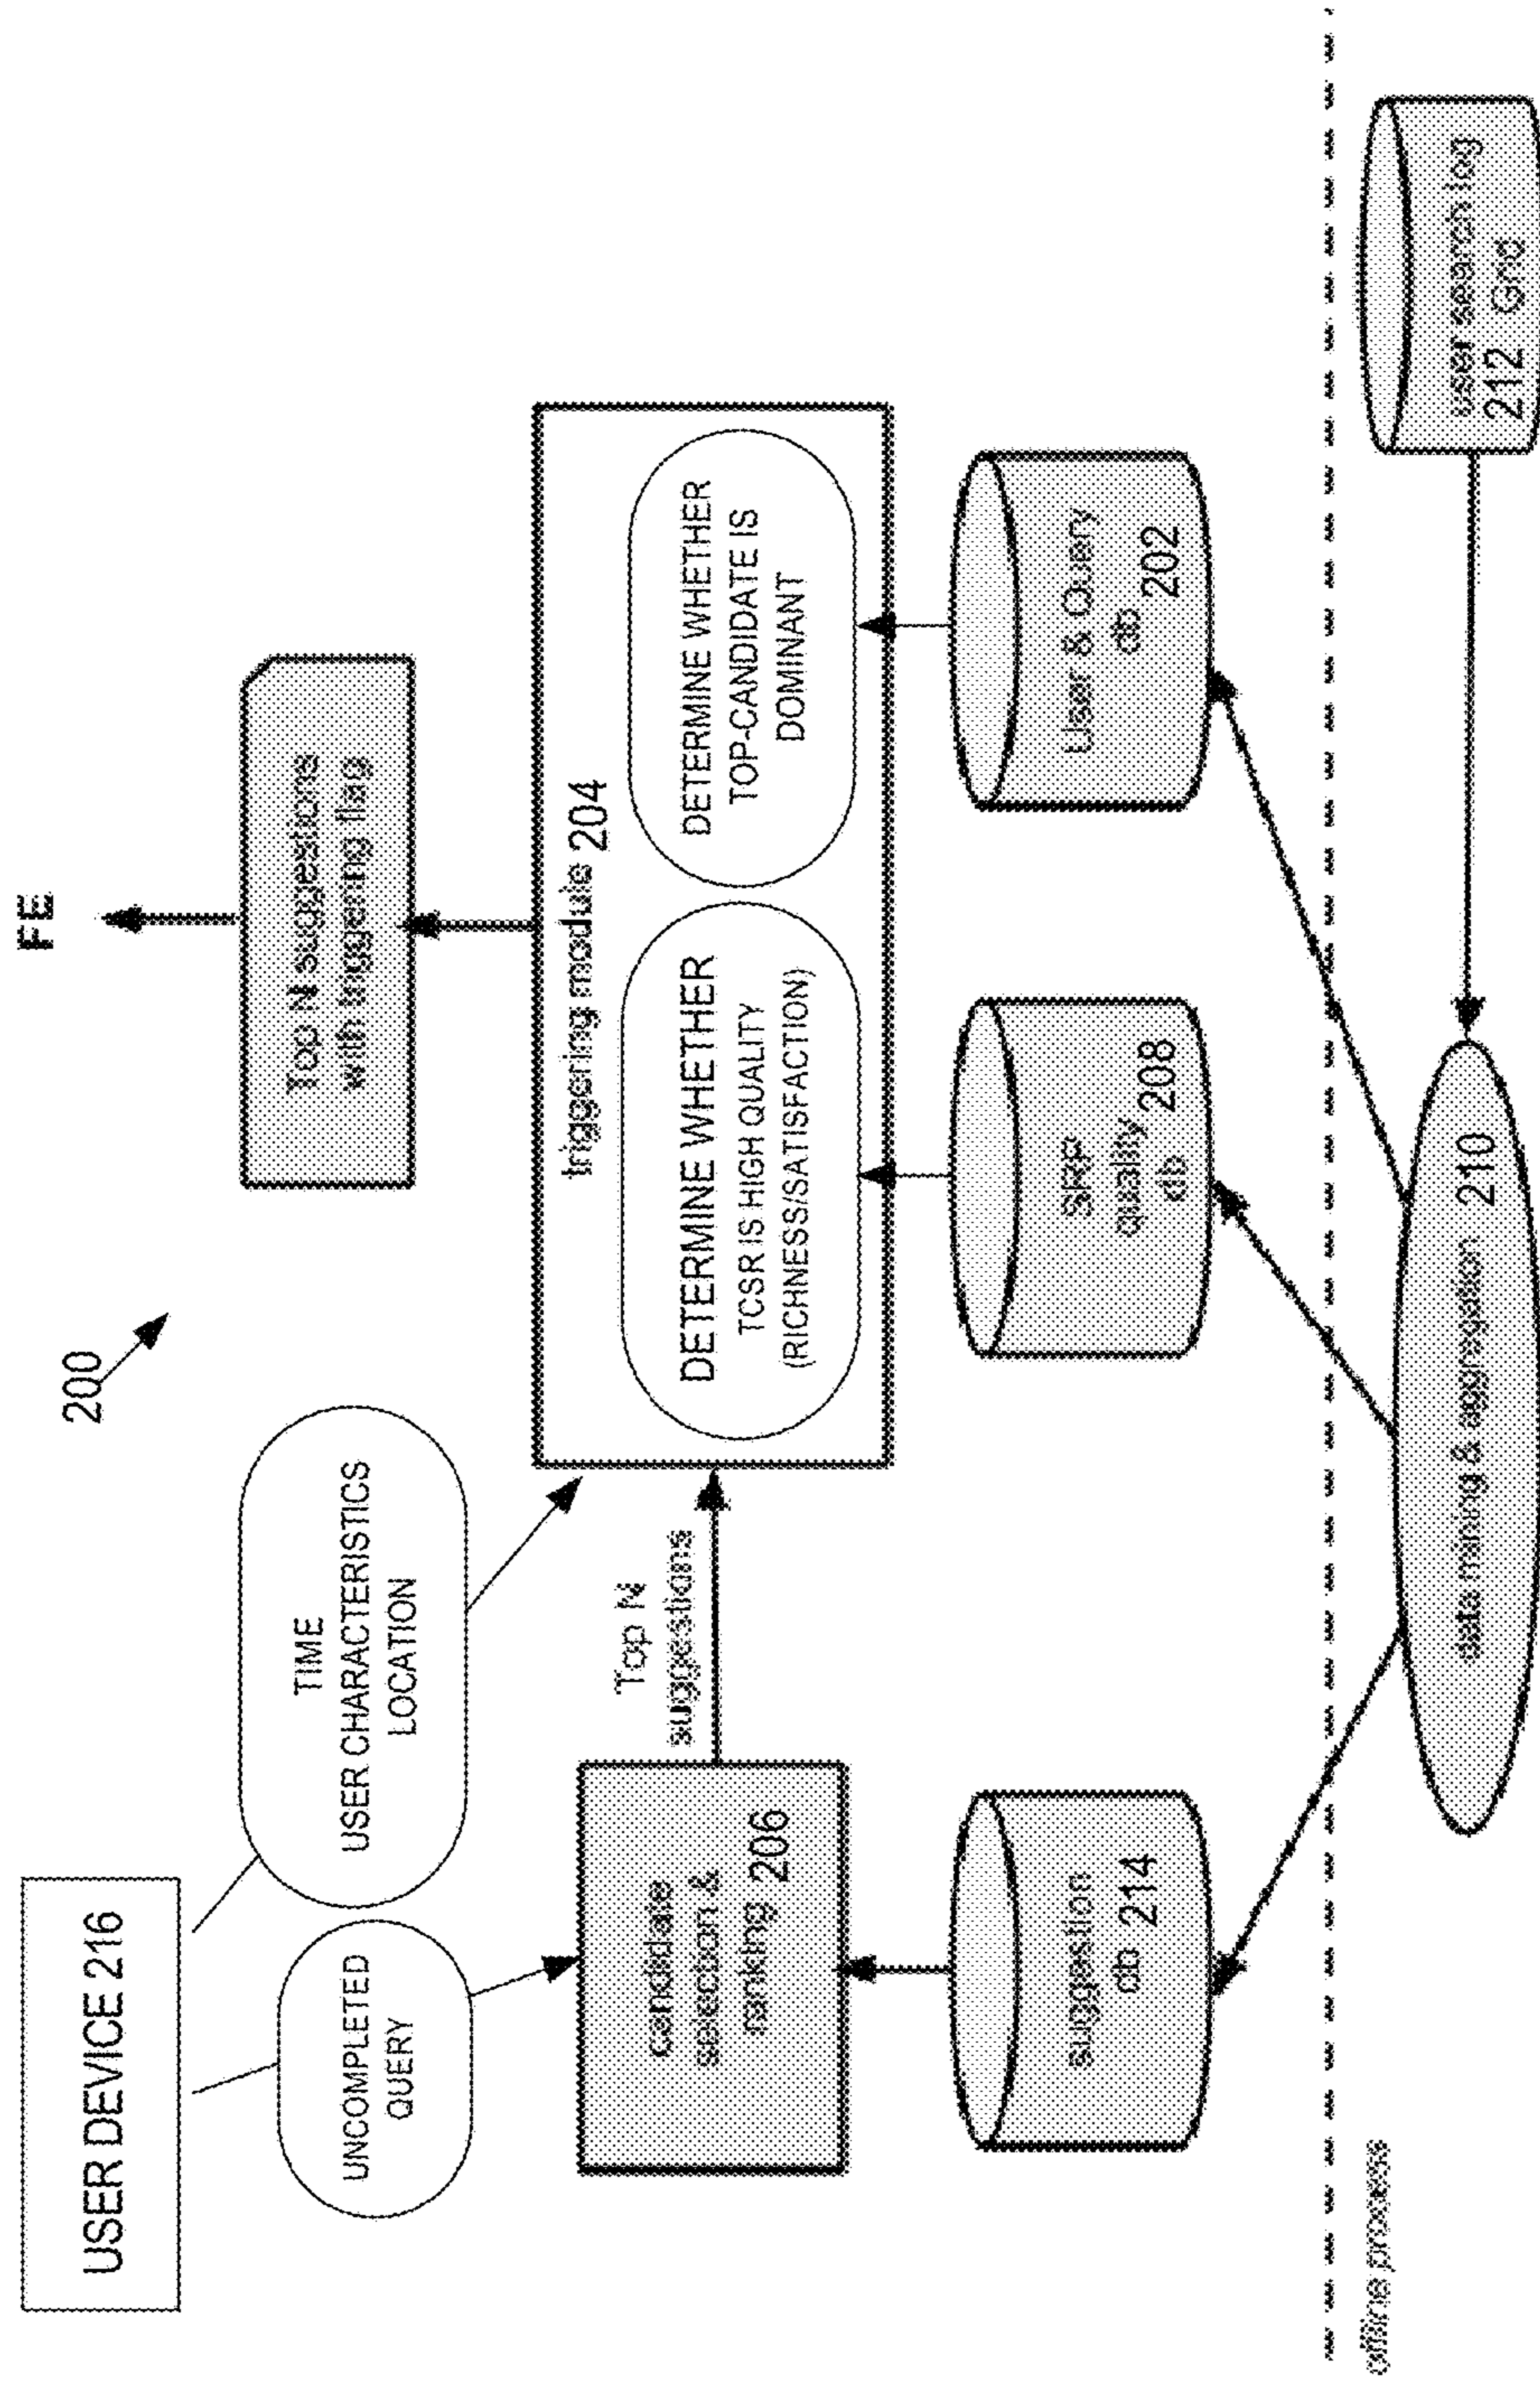 USER DEVICE 216
200
FE
UNCOMPLETED
QUERY
TIME
USER CHARACTERISTICS
LOCATION
Top N suggestions
with triggering flag
candidate
selection &
ranking 206
Top N
suggestions
triggering module 204
DETERMINE WHETHER
TCSR IS HIGH QUALITY
(RICHNESS/SATISFACTION)
DETERMINE WHETHER
TOP-CANDIDATE IS
DOMINANT
suggestion
db 214
SRP
quality
db 208
User & Query
db 202
offline process
data mining & aggregation 210
user search log
212 Grid